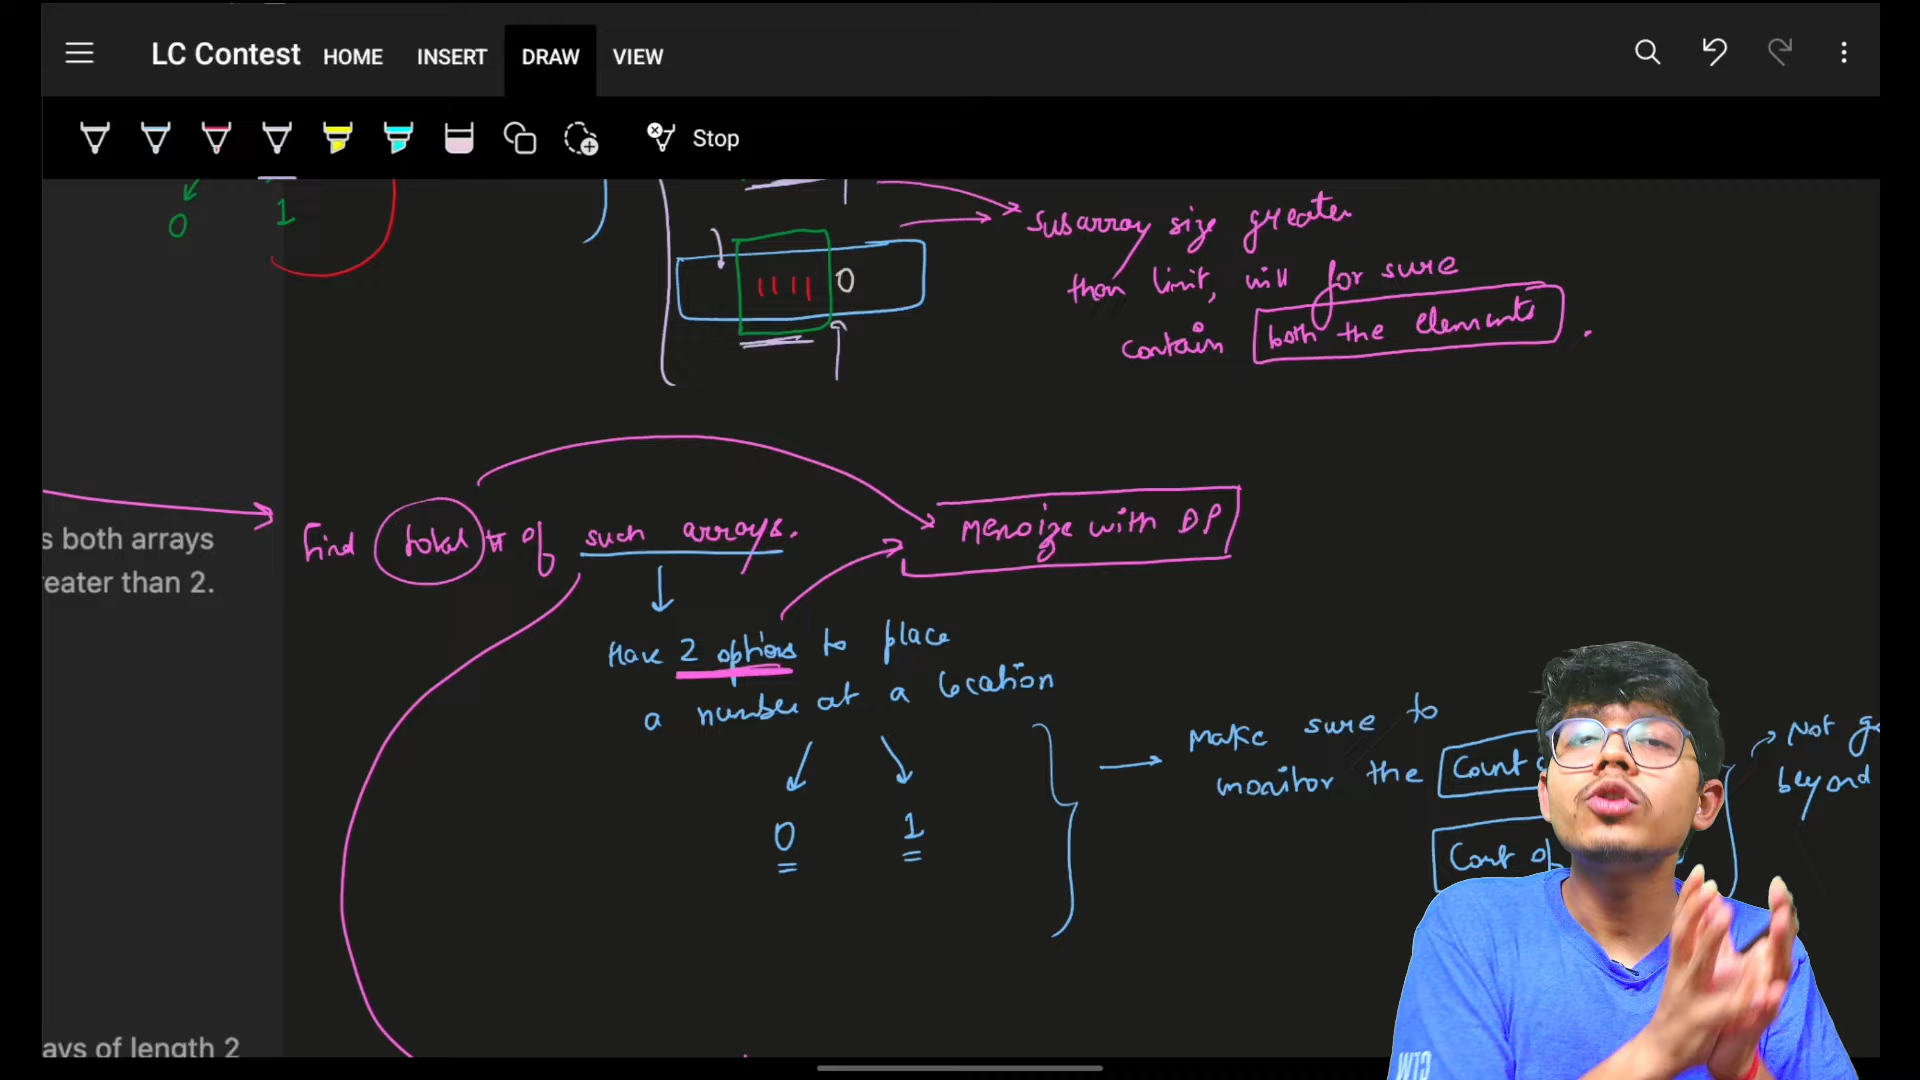 LC Contest HOME INSERT DRAW VIEW
Stop
0 1
0
subarray size greater
than limit, will for sure
contain both the elements.
s both arrays
eater than 2.
Find total # of such arrays.
Memoize with DP
Have 2 options to place
a number at a location
0 1
Make sure to
monitor the Count
Count of
Not g
beyond
ays of length 2
CTW